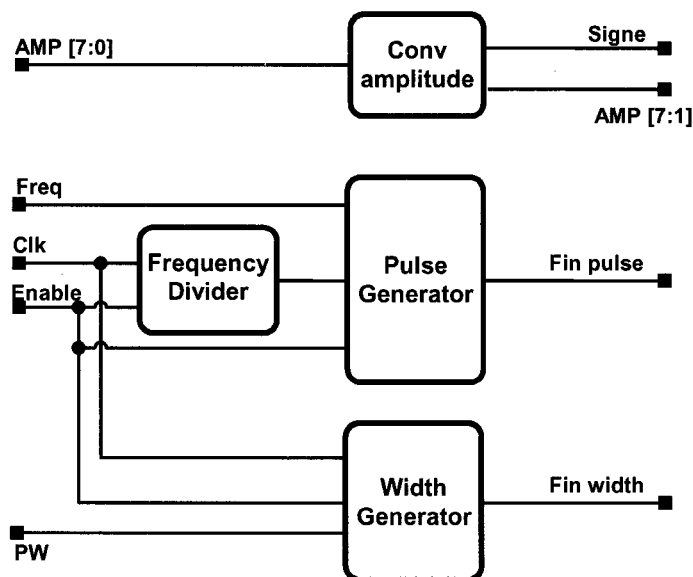 AMP [7:0]
Conv
amplitude
Signe
AMP [7:1]
Freq
Clk
Enable
Frequency
Divider
Pulse
Generator
Fin pulse
Width
Generator
Fin width
PW